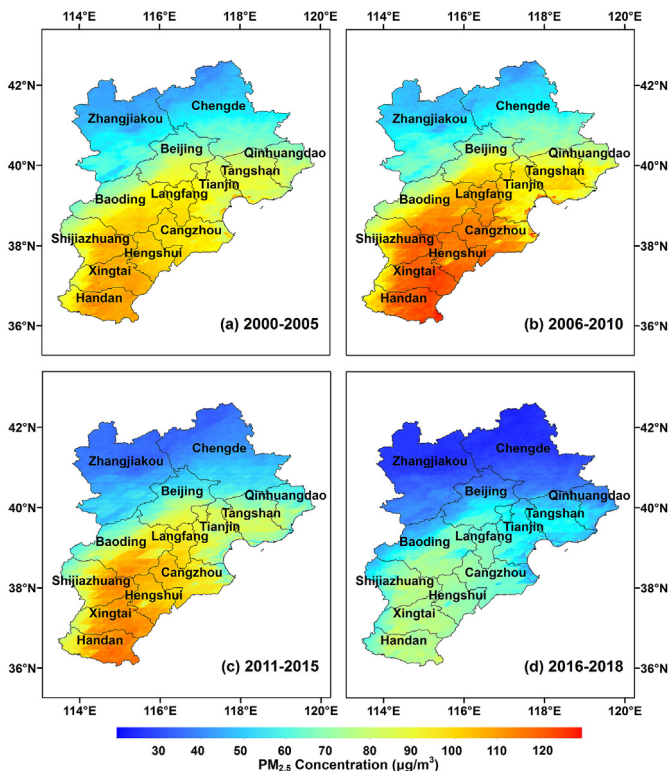 114°E 116°E 118°E 120°E 114°E 116°E 118°E 120°E
42°N
40°N
38°N
36°N
Zhangjiakou
Chengde
Beijing
Qinhuangdao
Tangshan
Tianjin
Langfang
Baoding
Cangzhou
Shijiazhuang
Hengshui
Xingtai
Handan
(a) 2000-2005
42°N
40°N
38°N
36°N
Zhangjiakou
Chengde
Beijing
Qinhuangdao
Tangshan
Tianjin
Langfang
Baoding
Cangzhou
Shijiazhuang
Hengshui
Xingtai
Handan
(b) 2006-2010
42°N
40°N
38°N
36°N
Zhangjiakou
Chengde
Beijing
Qinhuangdao
Tangshan
Tianjin
Langfang
Baoding
Cangzhou
Shijiazhuang
Hengshui
Xingtai
Handan
(c) 2011-2015
42°N
40°N
38°N
36°N
Zhangjiakou
Chengde
Beijing
Qinhuangdao
Tangshan
Tianjin
Langfang
Baoding
Cangzhou
Shijiazhuang
Hengshui
Xingtai
Handan
(d) 2016-2018
114°E 116°E 118°E 120°E 114°E 116°E 118°E 120°E
30 40 50 60 70 80 90 100 110 120
PM2.5 Concentration (μg/m³)